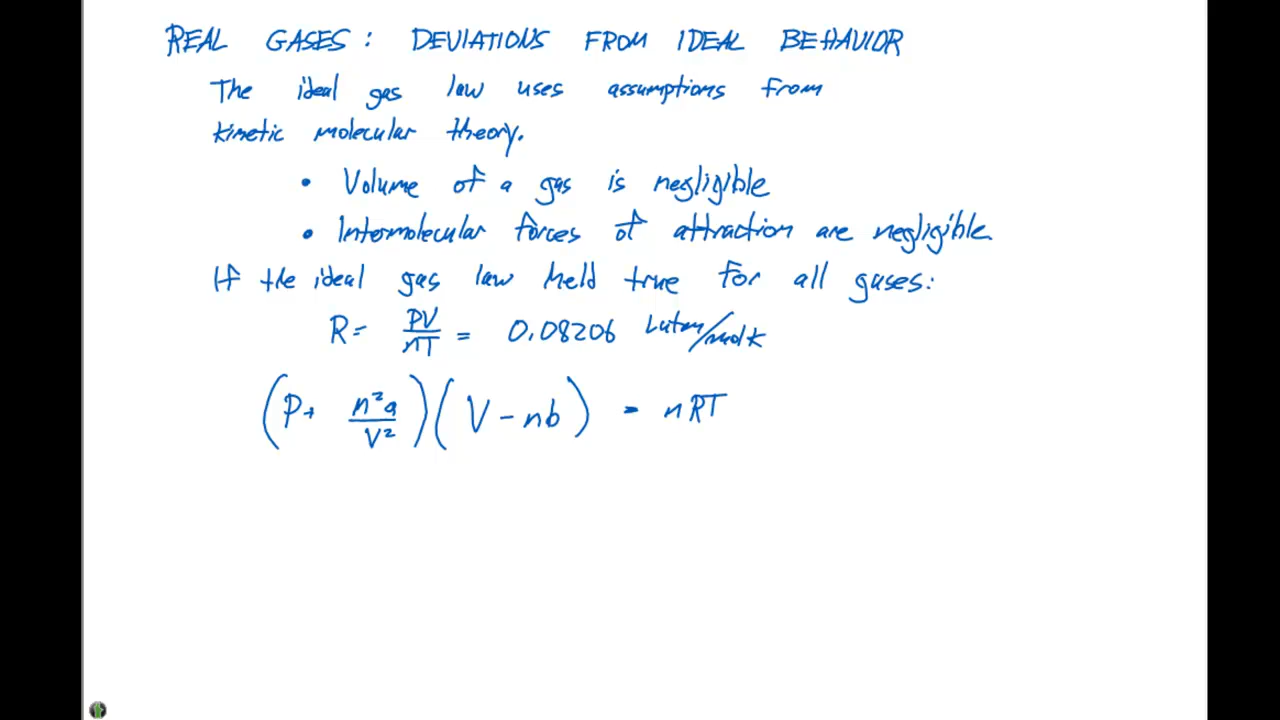 REAL GASES: DEVIATIONS FROM IDEAL BEHAVIOR
The ideal gas law uses assumptions from
kinetic molecular theory.
• Volume of a gas is negligible
• Intermolecular forces of attraction are negligible
If the ideal gas law held true for all gases:
R = PV/nT = 0.08206 L·atm/mol·K
(P + n²a/V²)(V - nb) = nRT